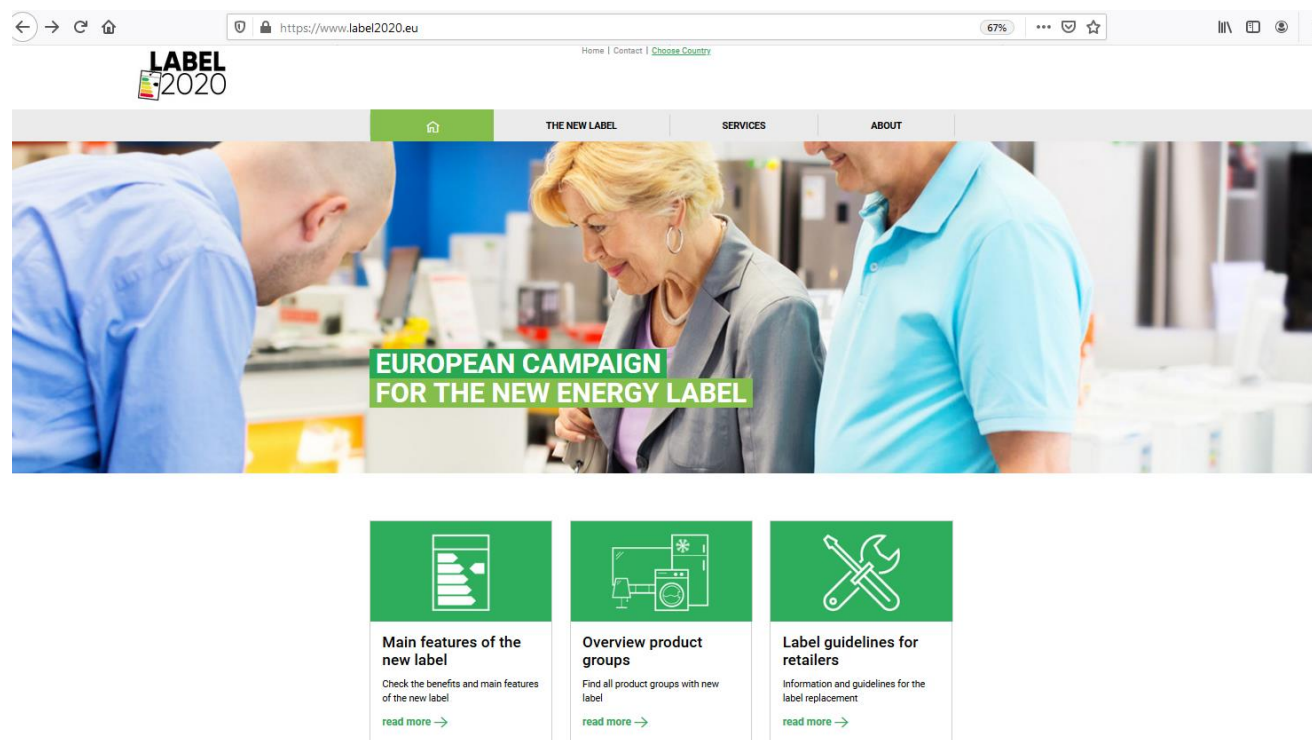 https://www.label2020.eu
67%
Home | Contact | Choose Country
LABEL
2020
THE NEW LABEL
SERVICES
ABOUT
EUROPEAN CAMPAIGN
FOR THE NEW ENERGY LABEL
Main features of the
new label
Check the benefits and main features
of the new label
read more →
Overview product
groups
Find all product groups with new
label
read more →
Label guidelines for
retailers
Information and guidelines for the
label replacement
read more →